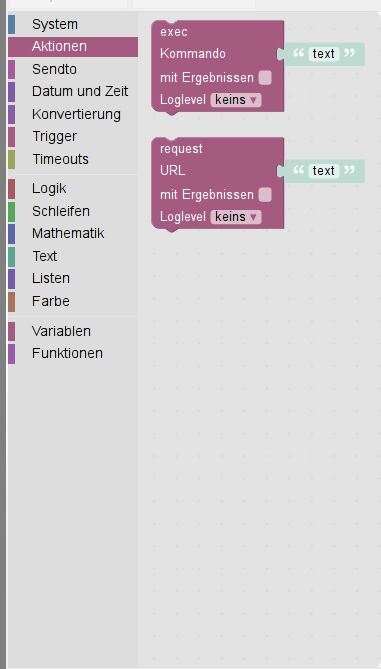 System
Aktionen
Sendto
Datum und Zeit
Konvertierung
Trigger
Timeouts
Logik
Schleifen
Mathematik
Text
Listen
Farbe
Variablen
Funktionen
exec
Kommando “ text ”
mit Ergebnissen
Loglevel keins ▾
request
URL “ text ”
mit Ergebnissen
Loglevel keins ▾